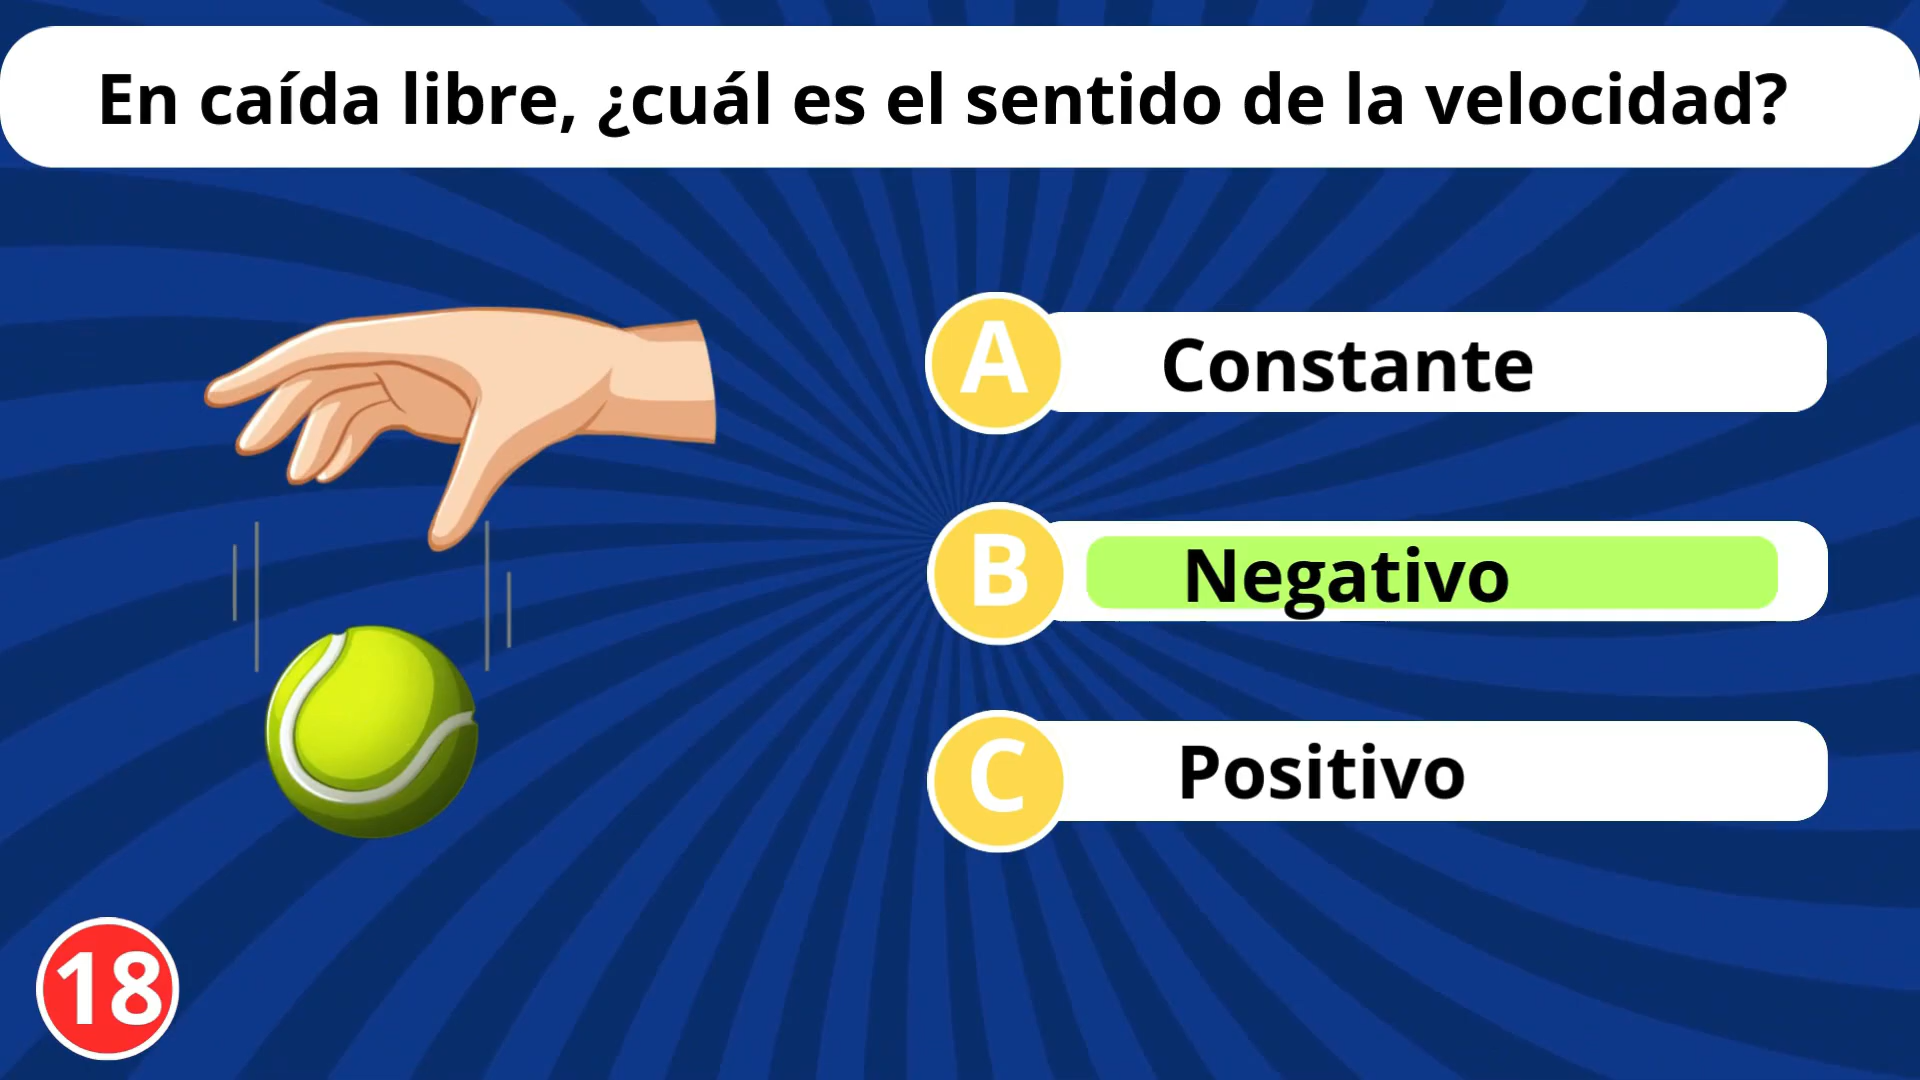 En caída libre, ¿cuál es el sentido de la velocidad?
A Constante
B Negativo
C Positivo
18